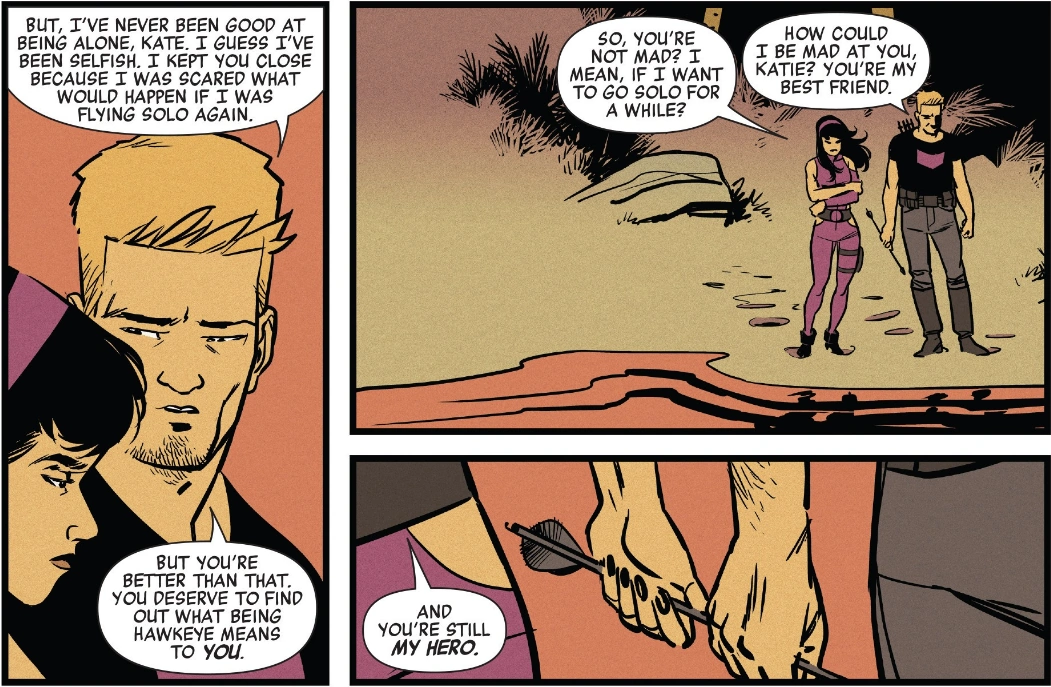 BUT, I'VE NEVER BEEN GOOD AT
BEING ALONE, KATE. I GUESS I'VE
BEEN SELFISH. I KEPT YOU CLOSE
BECAUSE I WAS SCARED WHAT
WOULD HAPPEN IF I WAS
FLYING SOLO AGAIN.
BUT YOU'RE
BETTER THAN THAT.
YOU DESERVE TO FIND
OUT WHAT BEING
HAWKEYE MEANS
TO YOU.
SO, YOU'RE
NOT MAD? I
MEAN, IF I WANT
TO GO SOLO FOR
A WHILE?
HOW COULD
I BE MAD AT YOU,
KATIE? YOU'RE MY
BEST FRIEND.
AND
YOU'RE STILL
MY HERO.